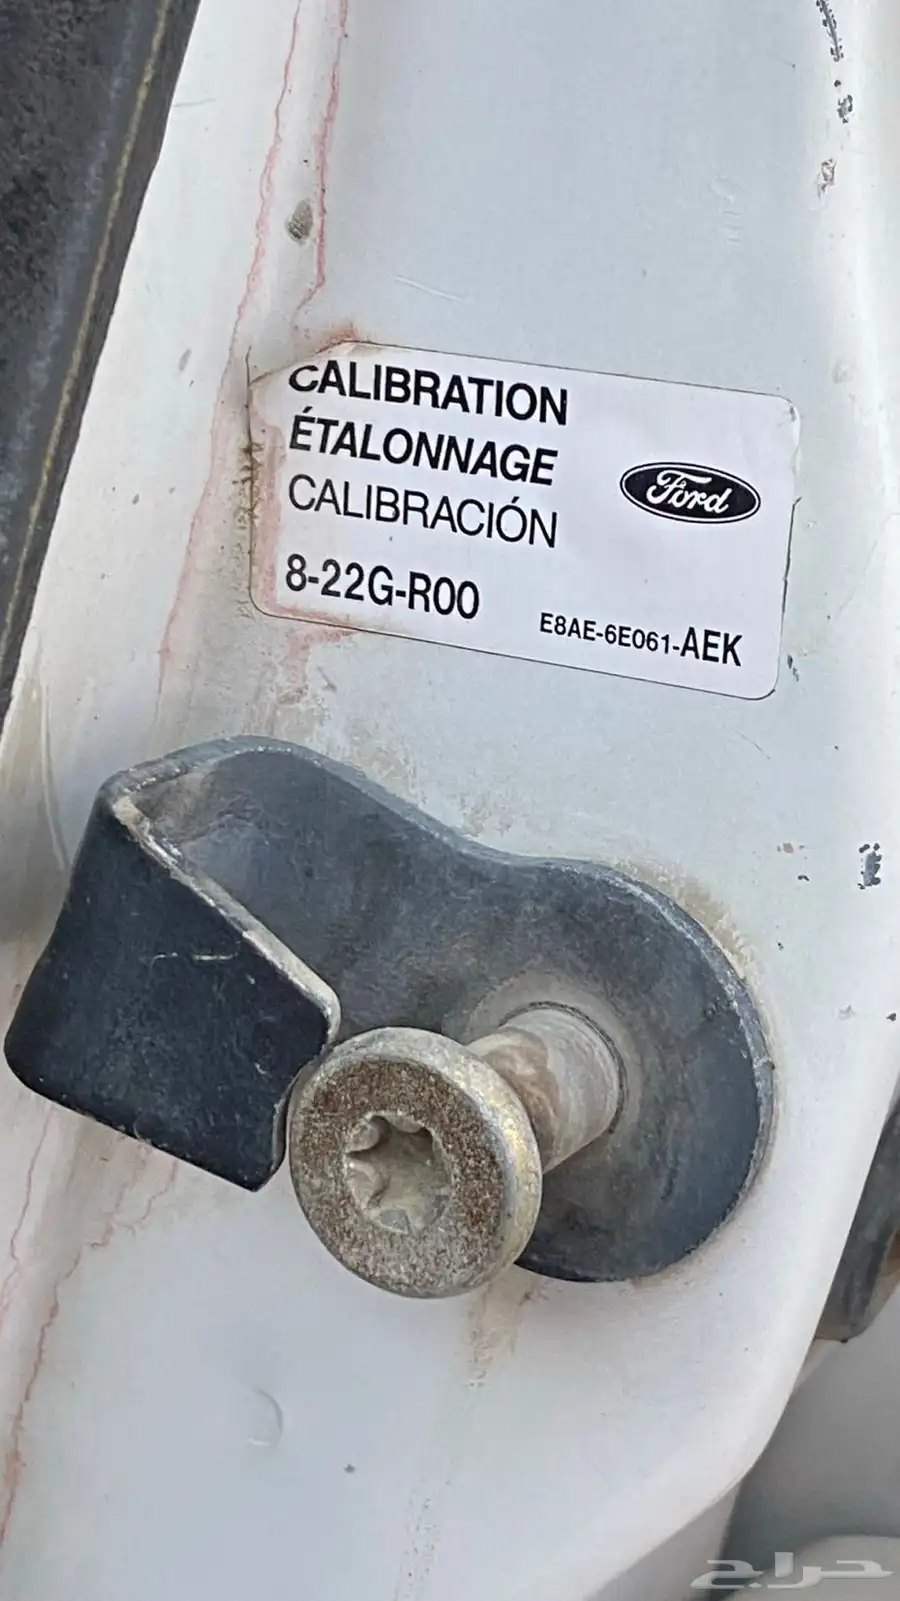 CALIBRATION
ÉTALONNAGE
CALIBRACIÓN
Ford
8-22G-R00
E8AE-6E061-AEK
حراج